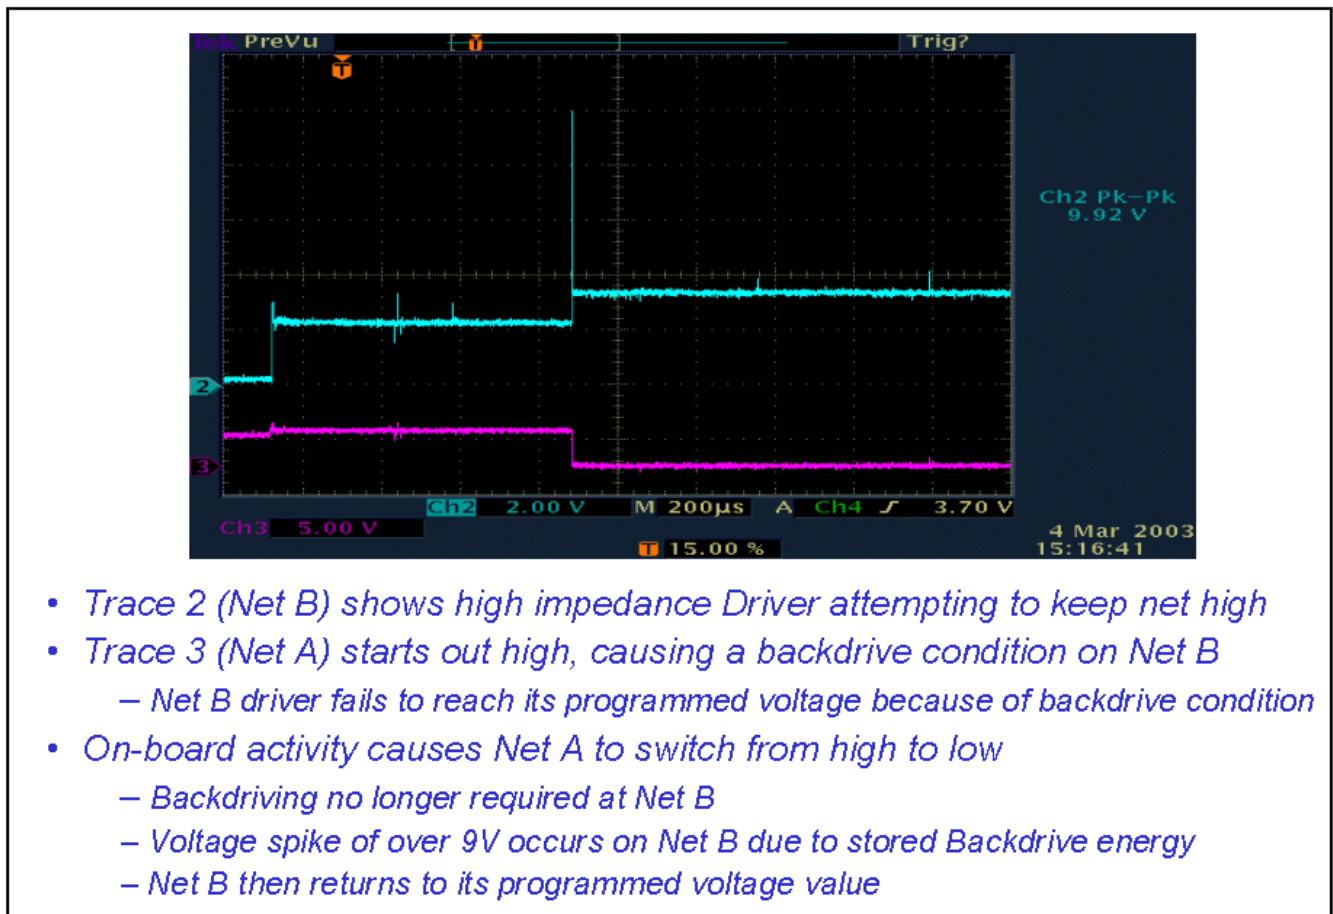 Tek PreVu
Trig?
T
T
Ch2 Pk-Pk
9.92 V
2
3
Ch2 2.00 V M 200µs A Ch4 3.70 V
Ch3 5.00 V
4 Mar 2003
T 15.00 % 15:16:41
• Trace 2 (Net B) shows high impedance Driver attempting to keep net high
• Trace 3 (Net A) starts out high, causing a backdrive condition on Net B
– Net B driver fails to reach its programmed voltage because of backdrive condition
• On-board activity causes Net A to switch from high to low
– Backdriving no longer required at Net B
– Voltage spike of over 9V occurs on Net B due to stored Backdrive energy
– Net B then returns to its programmed voltage value